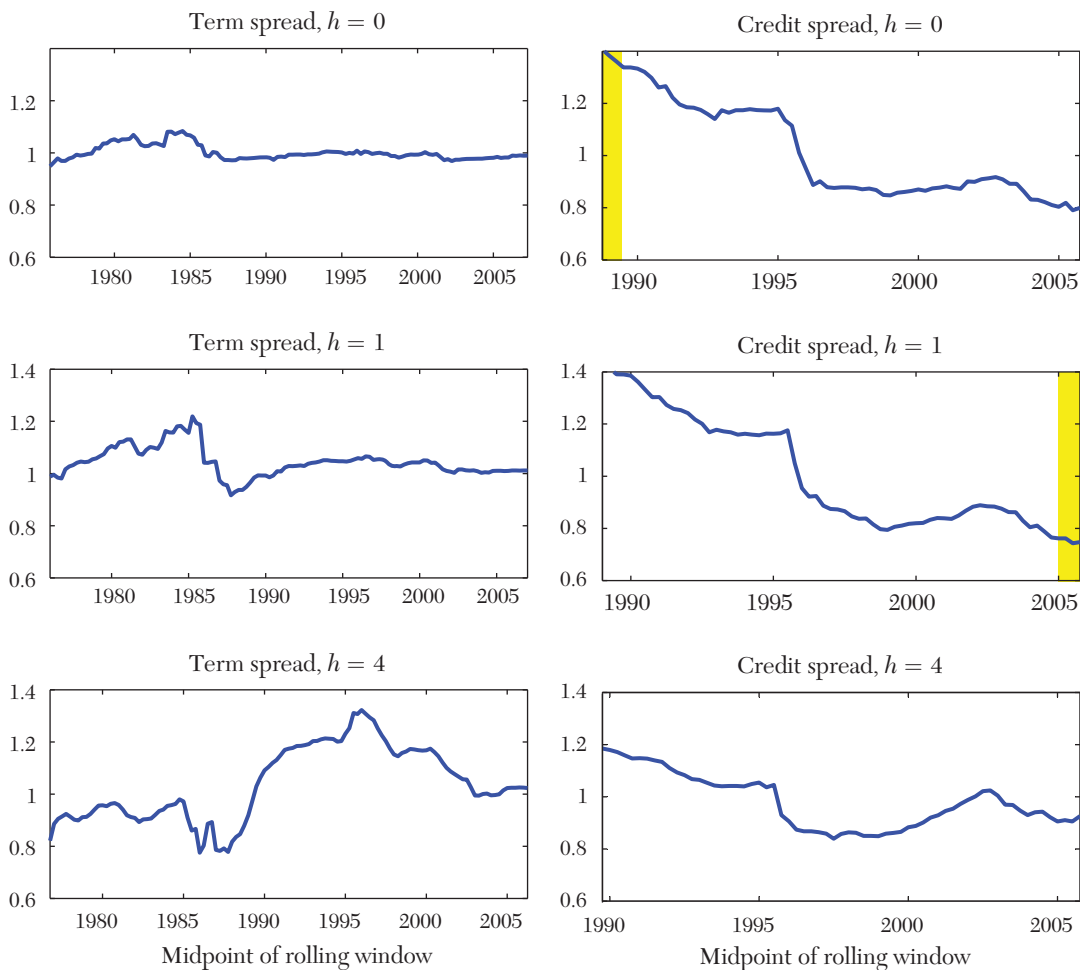 Term spread, h = 0
1.2
1
0.8
0.6
1980 1985 1990 1995 2000 2005
Credit spread, h = 0
1.2
1
0.8
0.6
1990 1995 2000 2005
Term spread, h = 1
1.4
1.2
1
0.8
0.6
1980 1985 1990 1995 2000 2005
Credit spread, h = 1
1.4
1.2
1
0.8
0.6
1990 1995 2000 2005
Term spread, h = 4
1.4
1.2
1
0.8
0.6
1980 1985 1990 1995 2000 2005
Midpoint of rolling window
Credit spread, h = 4
1.4
1.2
1
0.8
0.6
1990 1995 2000 2005
Midpoint of rolling window